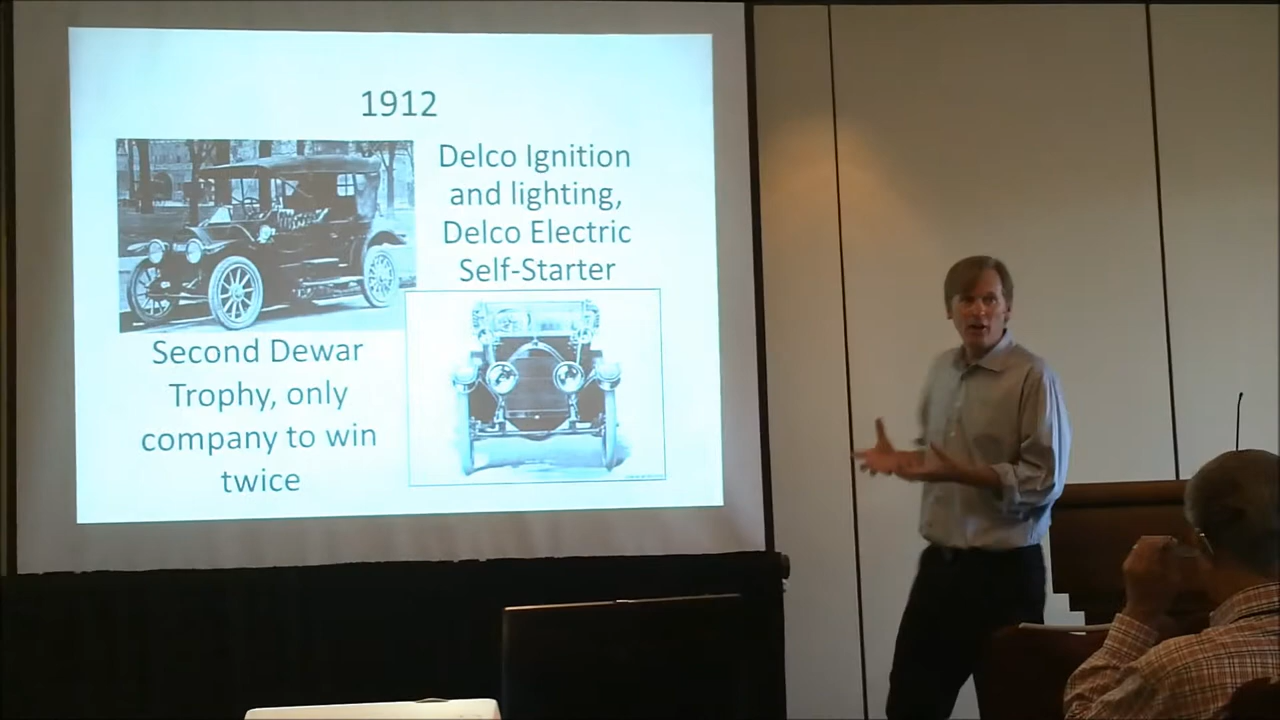 1912
Delco Ignition
and lighting,
Delco Electric
Self-Starter
Second Dewar
Trophy, only
company to win
twice